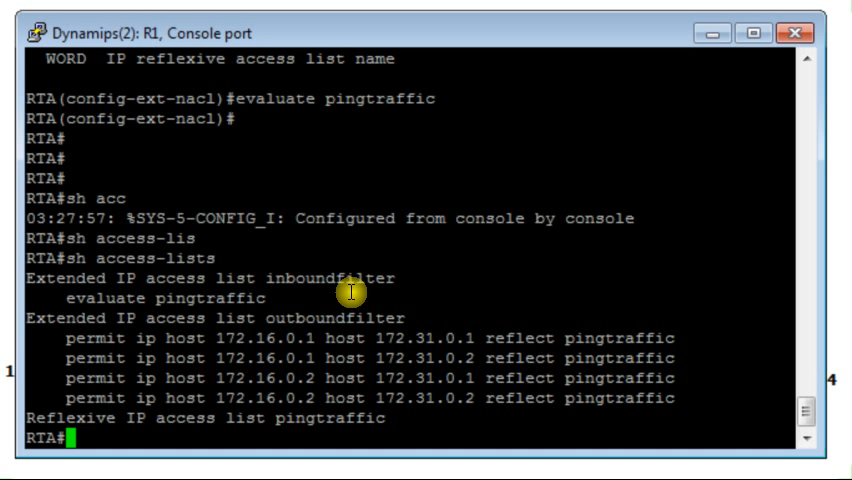 Dynamips(2): R1, Console port
WORD IP reflexive access list name
RTA(config-ext-nacl)#evaluate pingtraffic
RTA(config-ext-nacl)#
RTA#
RTA#
RTA#
RTA#sh acc
03:27:57: %SYS-5-CONFIG_I: Configured from console by console
RTA#sh access-lis
RTA#sh access-lists
Extended IP access list inboundfilter
evaluate pingtraffic
Extended IP access list outboundfilter
permit ip host 172.16.0.1 host 172.31.0.1 reflect pingtraffic
permit ip host 172.16.0.1 host 172.31.0.2 reflect pingtraffic
1
permit ip host 172.16.0.2 host 172.31.0.1 reflect pingtraffic
4
permit ip host 172.16.0.2 host 172.31.0.2 reflect pingtraffic
Reflexive IP access list pingtraffic
RTA#